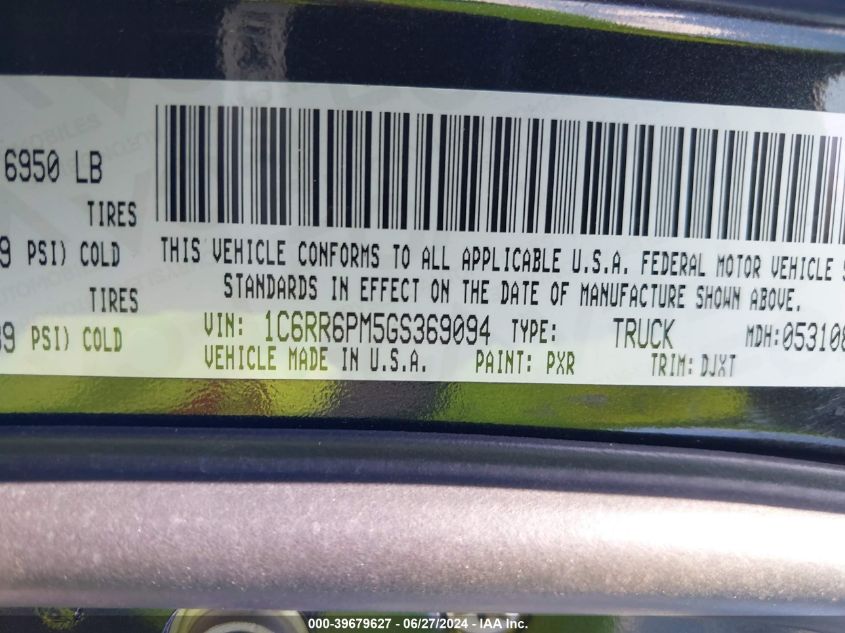 6950 LB
TIRES
9 PSI) COLD
TIRES
99 PSI) COLD
THIS VEHICLE CONFORMS TO ALL APPLICABLE U.S.A. FEDERAL MOTOR VEHICLE S
STANDARDS IN EFFECT ON THE DATE OF MANUFACTURE SHOWN ABOVE.
VIN: 1C6RR6PM5GS369094 TYPE: TRUCK MDH:053108
VEHICLE MADE IN U.S.A. PAINT: PXR TRIM: DJXT
000-39679627 - 06/27/2024 - IAA Inc.